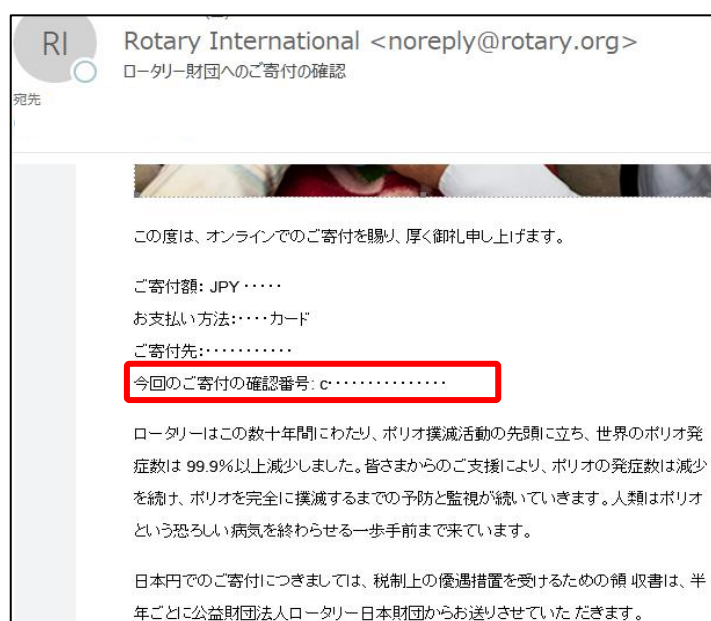 RI
Rotary International <noreply@rotary.org>
ロータリー財団へのご寄付の確認
宛先
この度は、オンラインでのご寄付を賜り、厚く御礼申し上げます。
ご寄付額: JPY ･････
お支払い方法:････カード
ご寄付先:･･･････････
今回のご寄付の確認番号: c･･･････････････
ロータリーはこの数十年間にわたり、ポリオ撲滅活動の先頭に立ち、世界のポリオ発
症数は 99.9%以上減少しました。皆さまからのご支援により、ポリオの発症数は減少
を続け、ポリオを完全に撲滅するまでの予防と監視が続いていきます。人類はポリオ
という恐ろしい病気を終わらせる一歩手前まで来ています。
日本円でのご寄付につきましては、税制上の優遇措置を受けるための領 収書は、半
年ごとに公益財団法人ロータリー日本財団からお送りさせていた だきます。